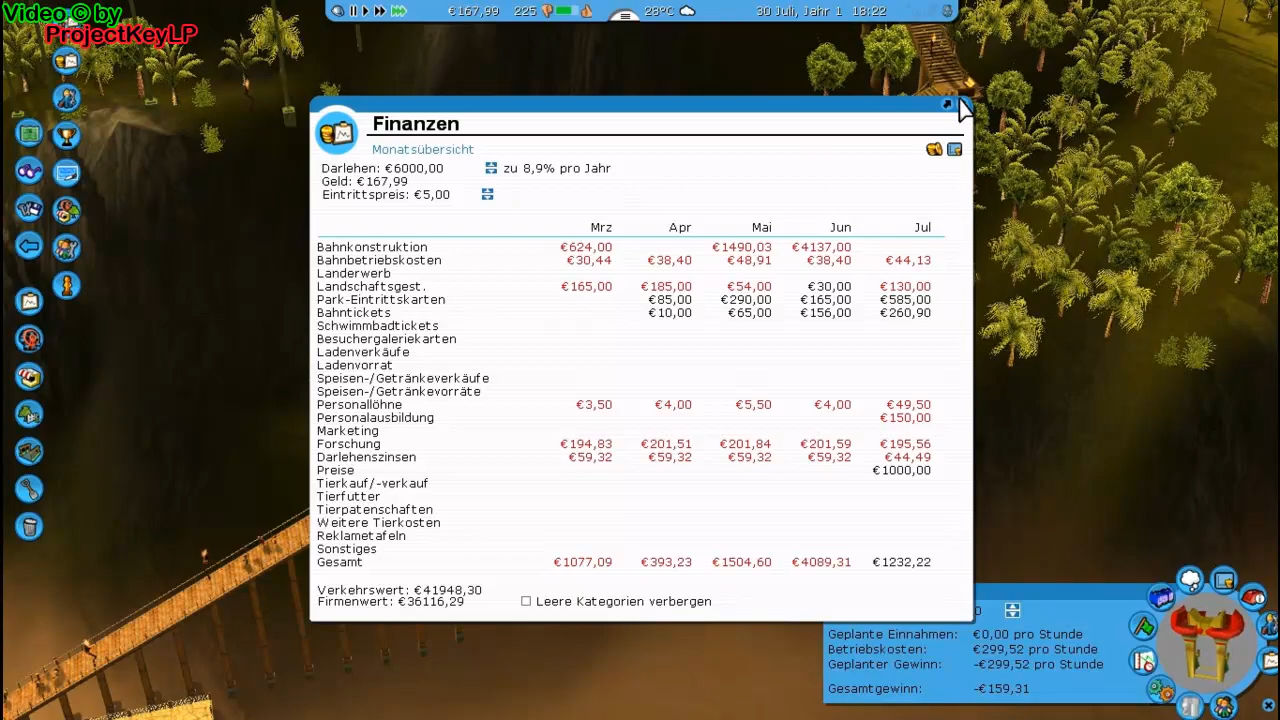 Video © by
ProjectKeyLP
€167,99 225 28°C 30 Juli, Jahr 1 18:22
Finanzen
Monatsübersicht
Darlehen: €6000,00 zu 8,9% pro Jahr
Geld: €167,99
Eintrittspreis: €5,00
Mrz Apr Mai Jun Jul
Bahnkonstruktion €624,00 €1490,03 €4137,00
Bahnbetriebskosten €30,44 €38,40 €48,91 €38,40 €44,13
Landerwerb
Landschaftsgest. €165,00 €185,00 €54,00 €30,00 €130,00
Park-Eintrittskarten €85,00 €290,00 €165,00 €585,00
Bahntickets €10,00 €65,00 €156,00 €260,90
Schwimmbadtickets
Besuchergaleriekarten
Ladenverkäufe
Ladenvorrat
Speisen-/Getränkeverkäufe
Speisen-/Getränkevorräte
Personallöhne €3,50 €4,00 €5,50 €4,00 €49,50
Personalausbildung €150,00
Marketing
Forschung €194,83 €201,51 €201,84 €201,59 €195,56
Darlehenszinsen €59,32 €59,32 €59,32 €59,32 €44,49
Preise €1000,00
Tierkauf/-verkauf
Tierfutter
Tierpatenschaften
Weitere Tierkosten
Reklametafeln
Sonstiges
Gesamt €1077,09 €393,23 €1504,60 €4089,31 €1232,22
Verkehrswert: €41948,30
Firmenwert: €36116,29
Leere Kategorien verbergen
0
Geplante Einnahmen: €0,00 pro Stunde
Betriebskosten: €299,52 pro Stunde
Geplanter Gewinn: -€299,52 pro Stunde
Gesamtgewinn: -€159,31